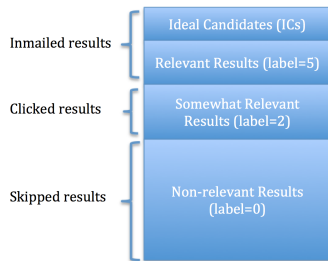 Inmailed results
Ideal Candidates (ICs)
Relevant Results (label=5)
Clicked results
Somewhat Relevant
Results (label=2)
Skipped results
Non-relevant Results
(label=0)